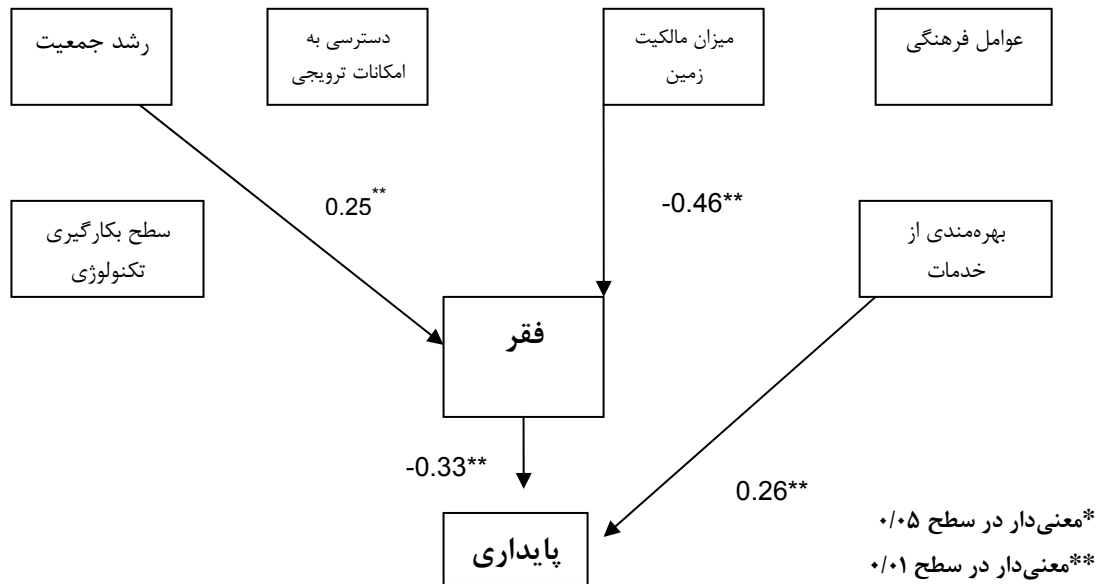 عوامل فرهنگی
میزان مالکیت
زمین
دسترسی به
امکانات ترویجی
رشد جمعیت
0.25**
-0.46**
بهره‌مندی از
خدمات
سطح بکارگیری
تکنولوژی
فقر
-0.33**
0.26**
پایداری
*معنی‌دار در سطح ۰/۰۵
**معنی‌دار در سطح ۰/۰۱